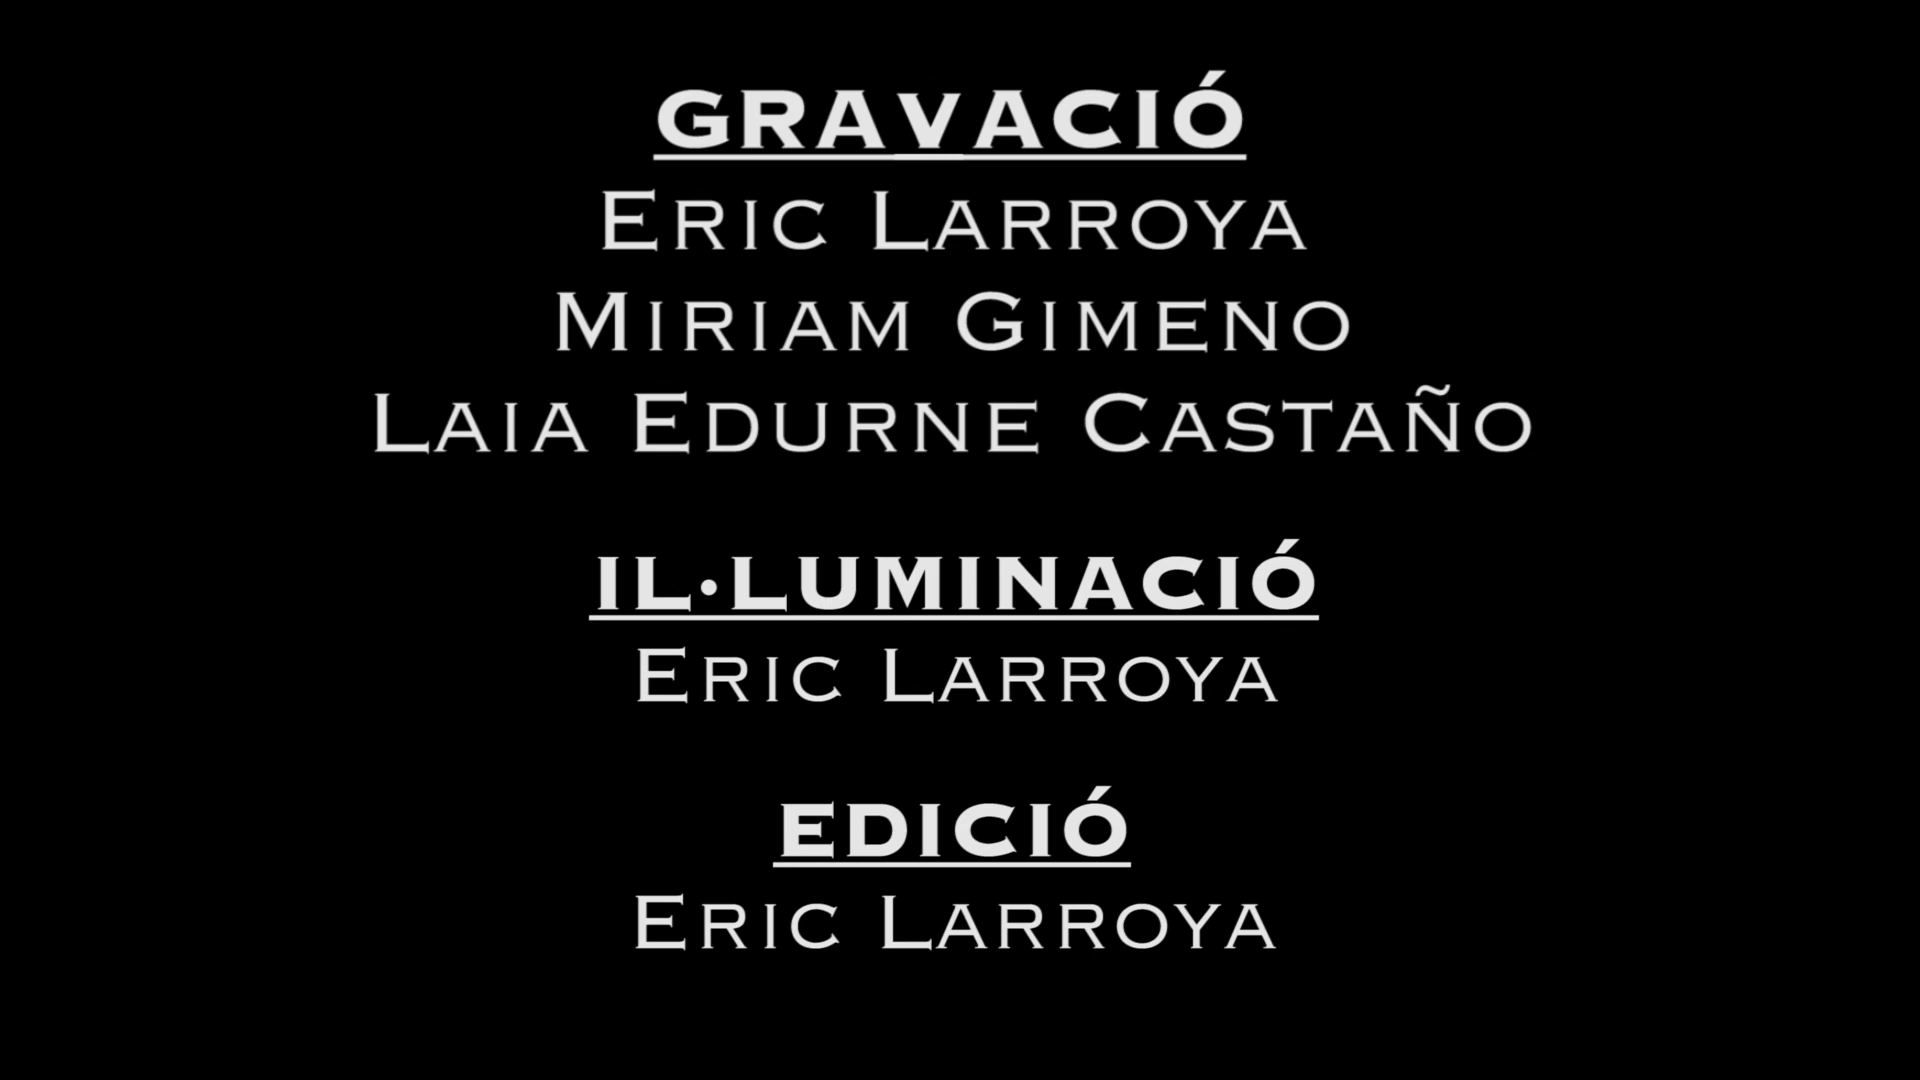 GRAVACIÓ
ERIC LARROYA
MIRIAM GIMENO
LAIA EDURNE CASTAÑO
IL·LUMINACIÓ
ERIC LARROYA
EDICIÓ
ERIC LARROYA